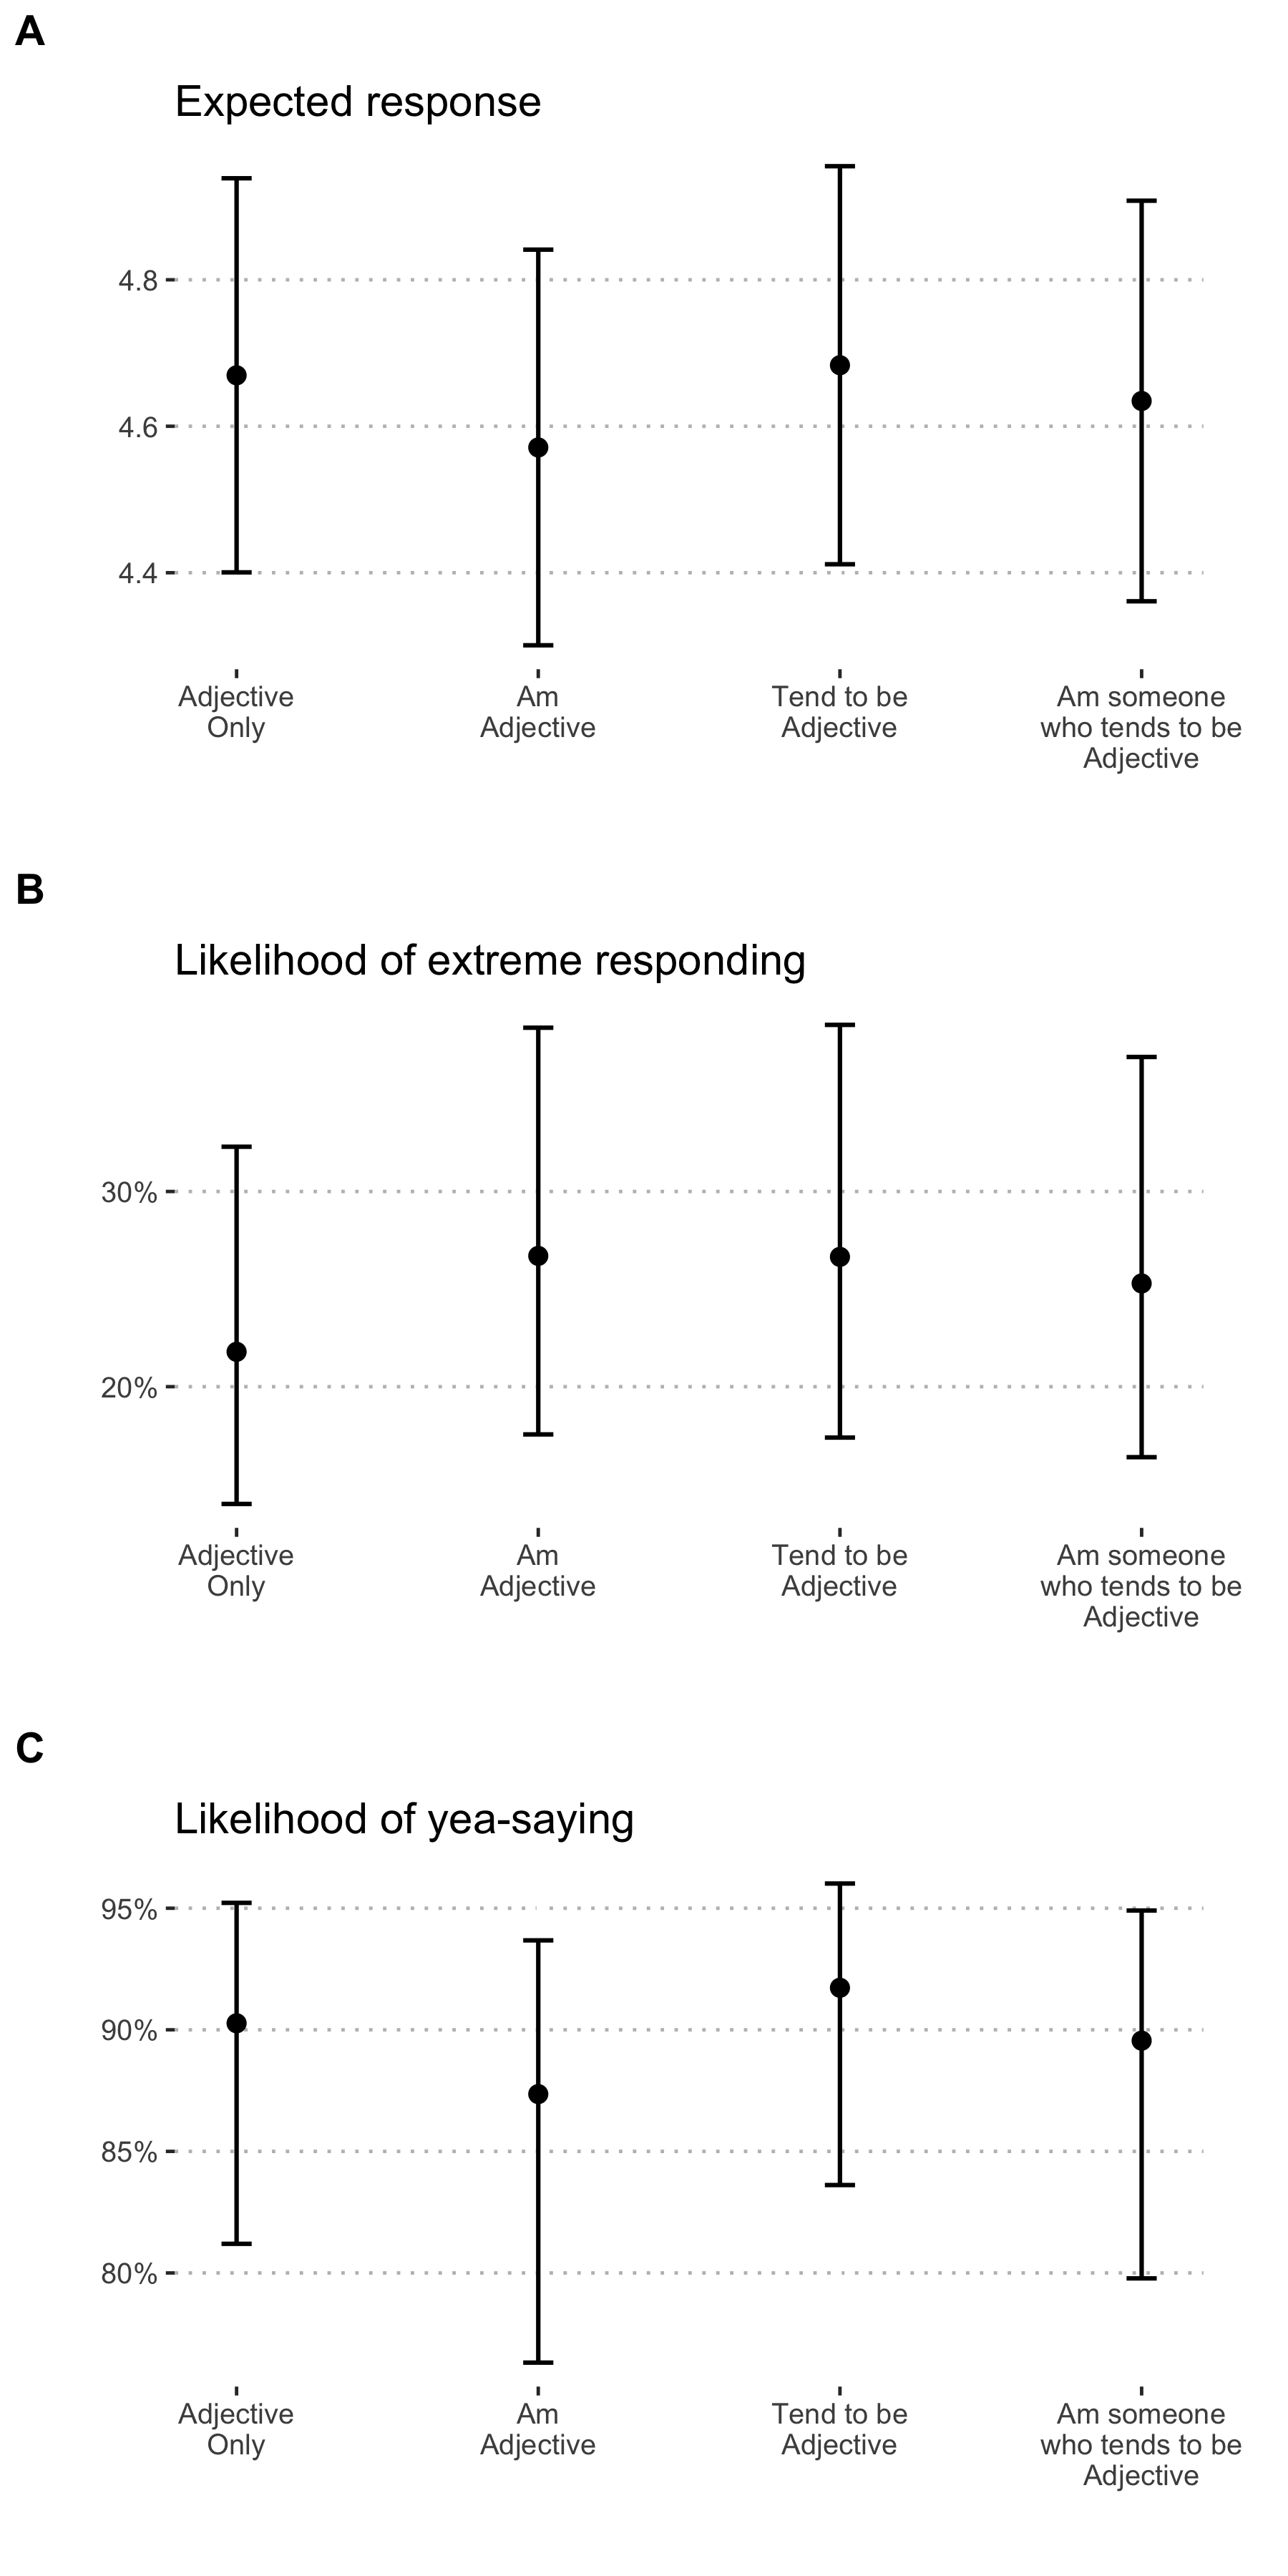 A
Expected response
4.8
4.6
4.4
Adjective
Only
Am
Adjective
Tend to be
Adjective
Am someone
who tends to be
Adjective
B
Likelihood of extreme responding
30%
20%
Adjective
Only
Am
Adjective
Tend to be
Adjective
Am someone
who tends to be
Adjective
C
Likelihood of yea-saying
95%
90%
85%
80%
Adjective
Only
Am
Adjective
Tend to be
Adjective
Am someone
who tends to be
Adjective